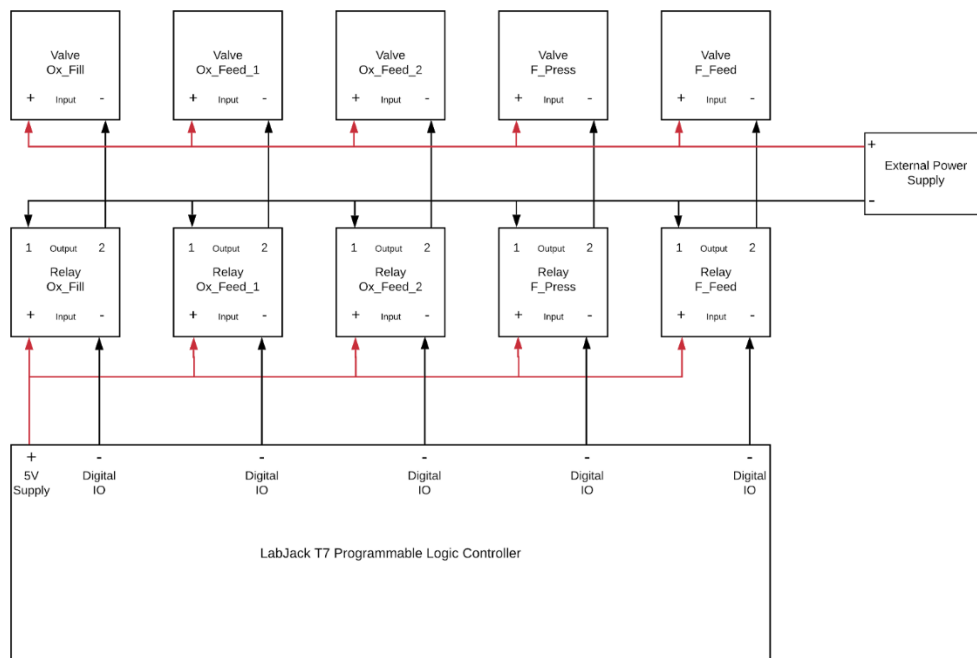 Valve
Ox_Fill
+ Input -
Valve
Ox_Feed_1
+ Input -
Valve
Ox_Feed_2
+ Input -
Valve
F_Press
+ Input -
Valve
F_Feed
+ Input -
+
External Power
Supply
-
1 Output 2
Relay
Ox_Fill
+ Input -
1 Output 2
Relay
Ox_Feed_1
+ Input -
1 Output 2
Relay
Ox_Feed_2
+ Input -
1 Output 2
Relay
F_Press
+ Input -
1 Output 2
Relay
F_Feed
+ Input -
+
5V
Supply
-
Digital
IO
-
Digital
IO
-
Digital
IO
-
Digital
IO
-
Digital
IO
LabJack T7 Programmable Logic Controller